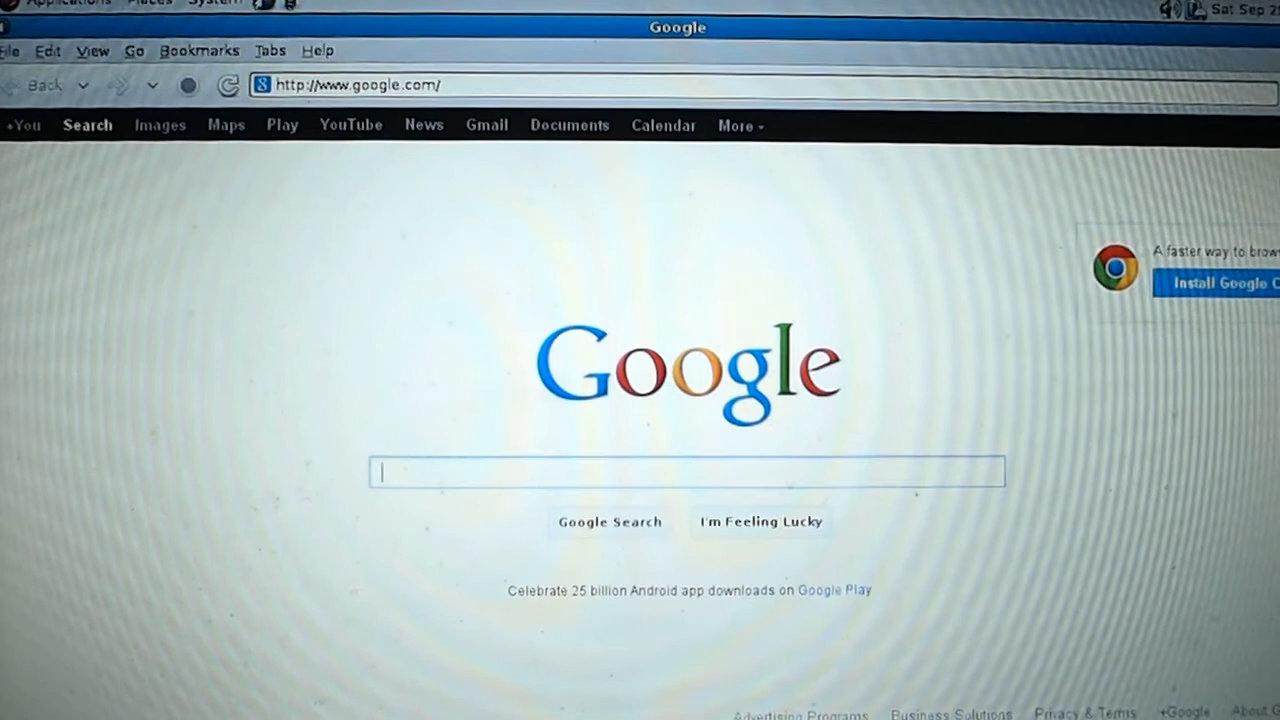 Applications Places System
Sat Sep
Google
File Edit View Go Bookmarks Tabs Help
Back http://www.google.com/
+You Search Images Maps Play YouTube News Gmail Documents Calendar More
A faster way to brow
Install Google C
Google
Google Search I'm Feeling Lucky
Celebrate 25 billion Android app downloads on Google Play
Advertising Programs Business Solutions Privacy & Terms +Google About G